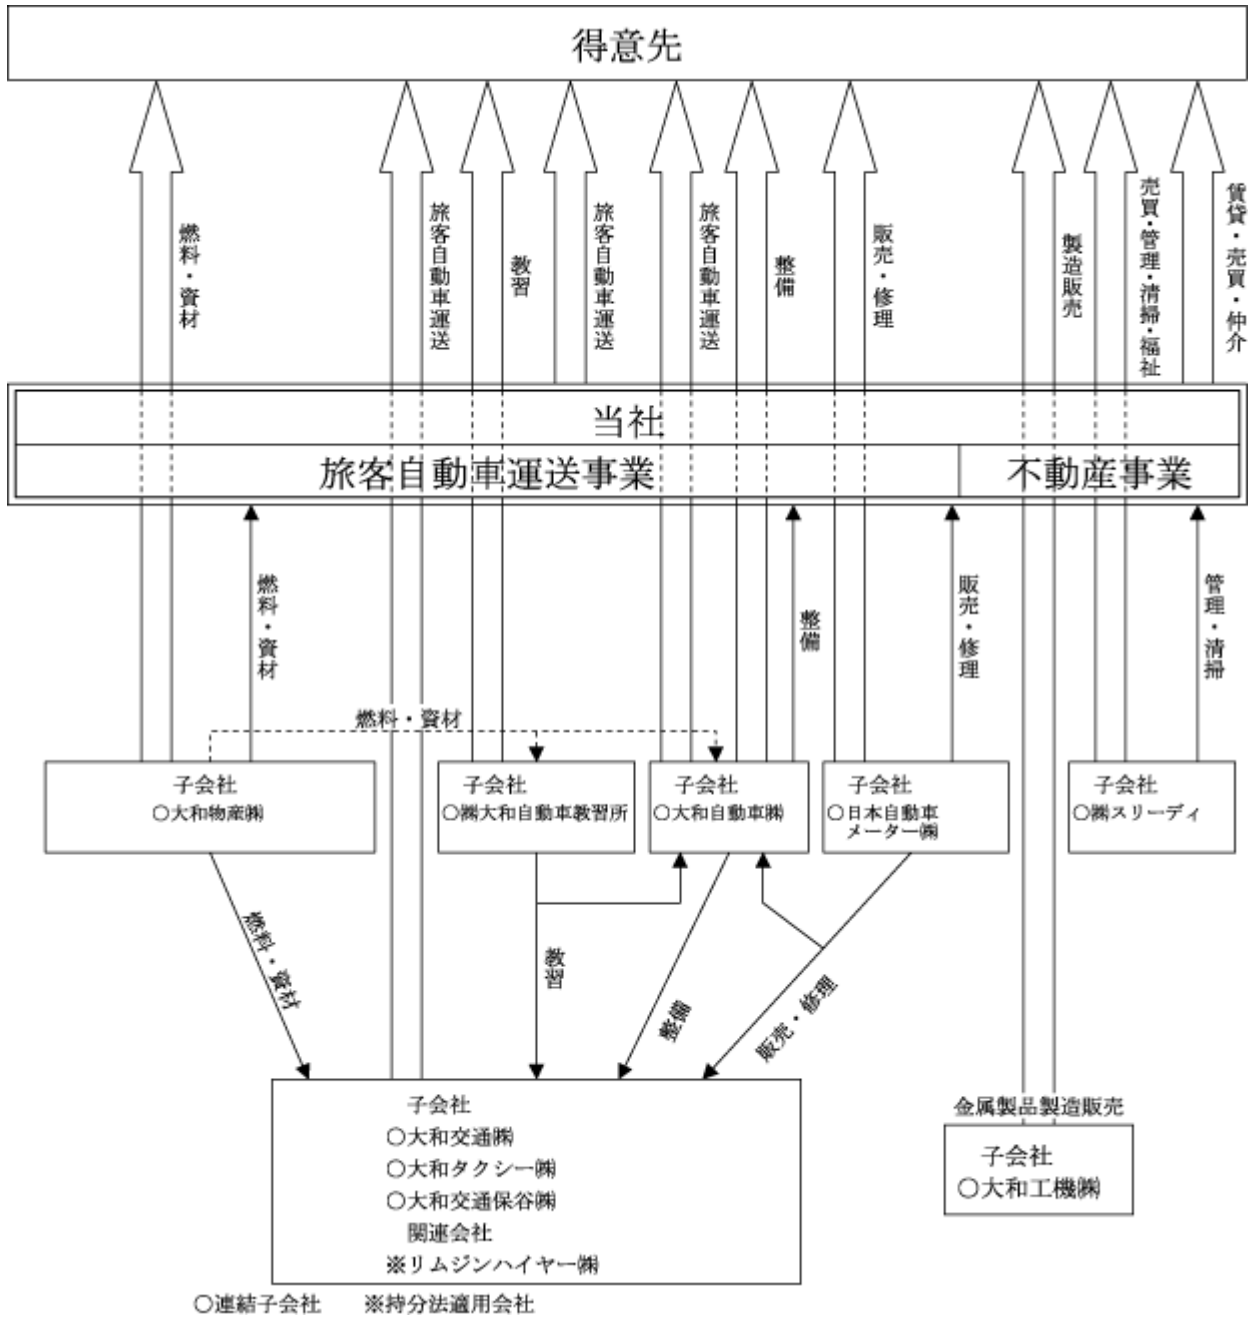 得意先
燃料・資材
旅客自動車運送
教習
旅客自動車運送
旅客自動車運送
整備
販売・修理
製造販売
売買・管理・清掃・福祉
賃貸・売買・仲介
当社
旅客自動車運送事業
不動産事業
燃料・資材
整備
販売・修理
管理・清掃
燃料・資材
子会社
○大和物産㈱
子会社
○㈱大和自動車教習所
子会社
○大和自動車㈱
子会社
○日本自動車
メーター㈱
子会社
○㈱スリーディ
燃料・資材
教習
整備
販売・修理
子会社
○大和交通㈱
○大和タクシー㈱
○大和交通保谷㈱
関連会社
※リムジンハイヤー㈱
金属製品製造販売
子会社
○大和工機㈱
○連結子会社 ※持分法適用会社